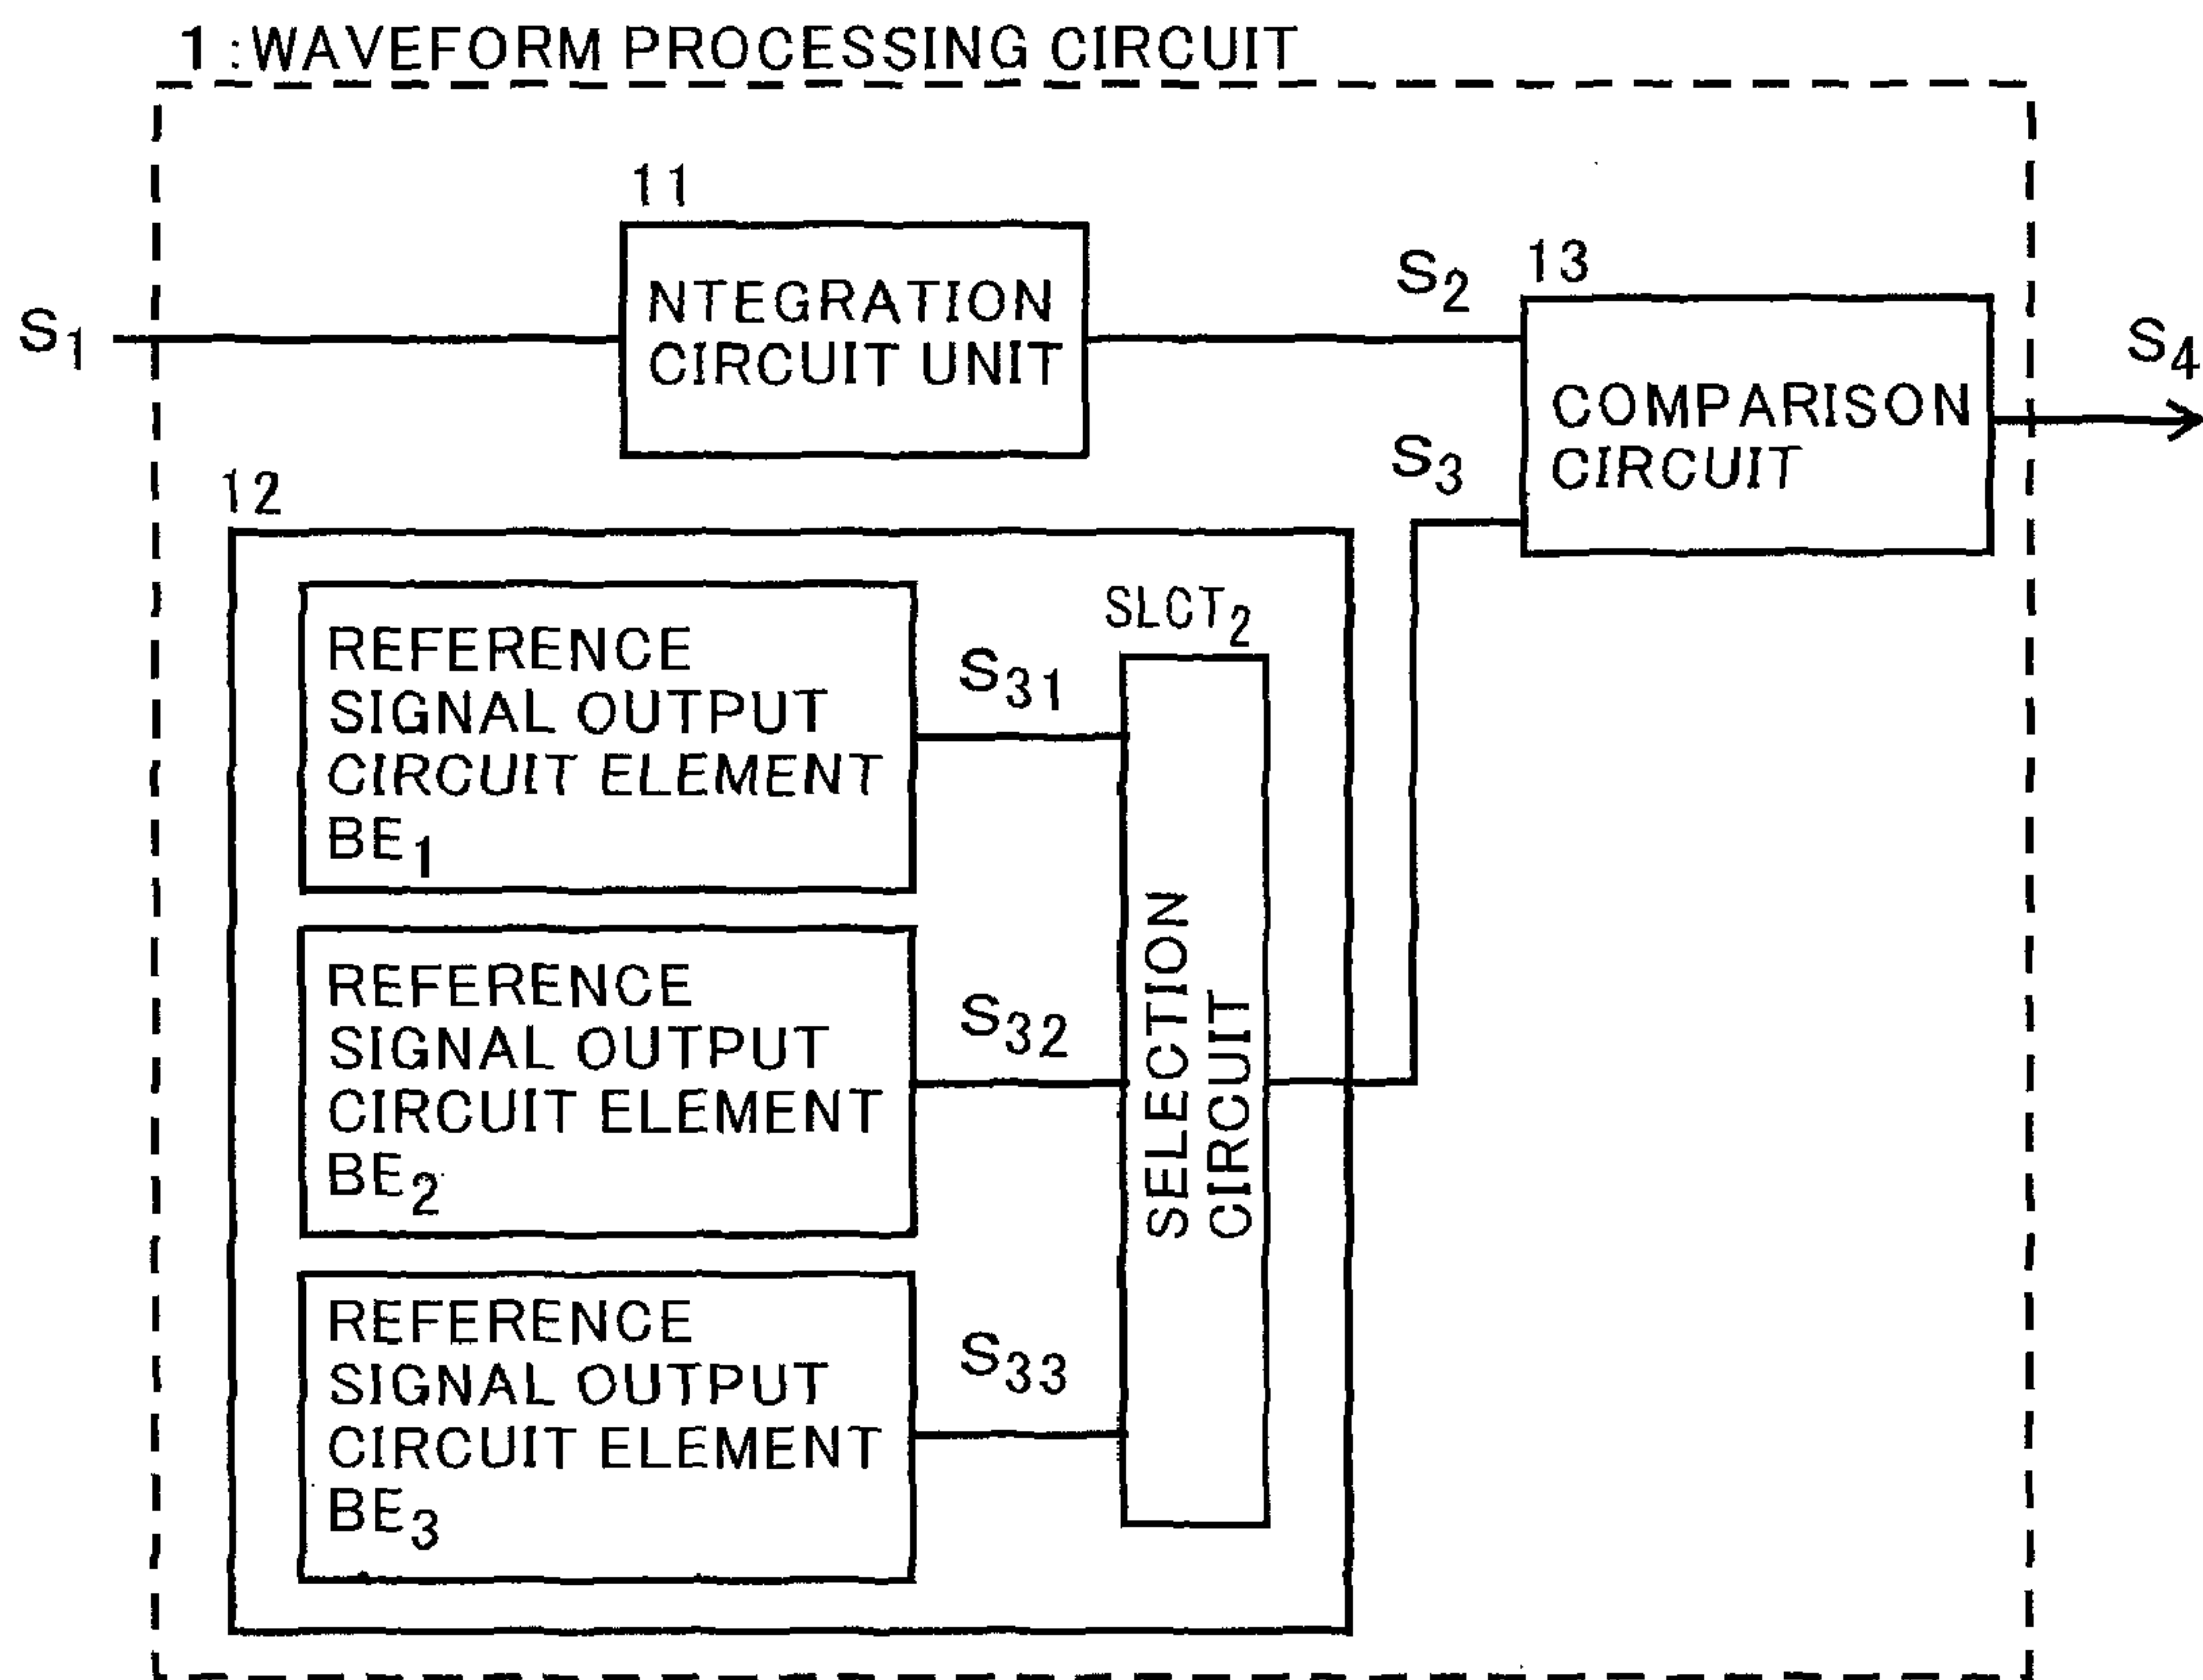 1:WAVEFORM PROCESSING CIRCUIT
11
NTEGRATION
CIRCUIT UNIT
S1
S2
13
COMPARISON
CIRCUIT
S4
S3
12
REFERENCE
SIGNAL OUTPUT
CIRCUIT ELEMENT
BE1
S31
SLCT2
SELECTION
CIRCUIT
REFERENCE
SIGNAL OUTPUT
CIRCUIT ELEMENT
BE2
S32
REFERENCE
SIGNAL OUTPUT
CIRCUIT ELEMENT
BE3
S33